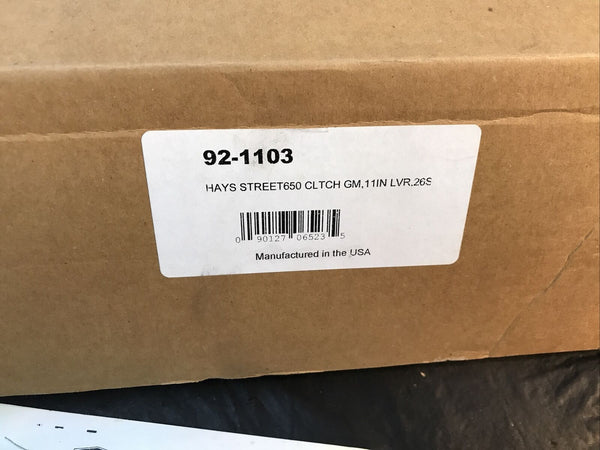 92-1103
HAYS STREET650 CLTCH GM,11IN LVR,26S
0 90127 06523 5
Manufactured in the USA